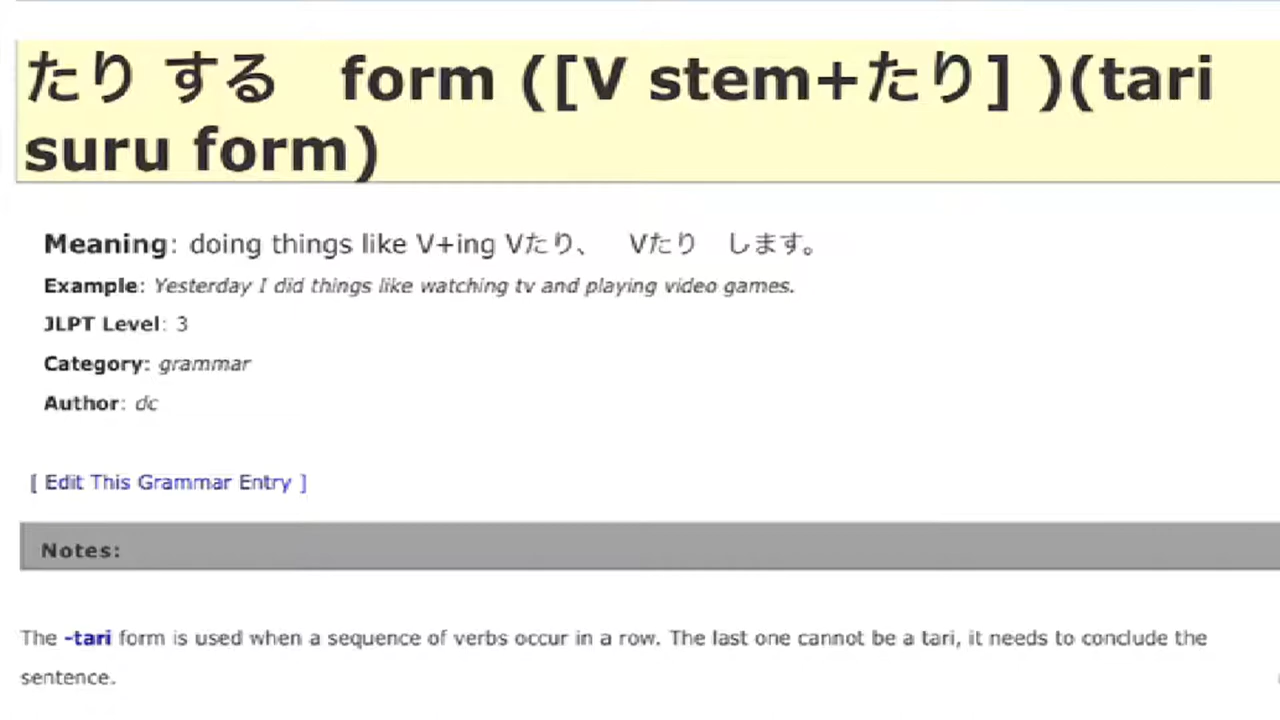 たり する　form ([V stem+たり] )(tari
suru form)
Meaning: doing things like V+ing Vたり、　Vたり　します。
Example: Yesterday I did things like watching tv and playing video games.
JLPT Level: 3
Category: grammar
Author: dc
[ Edit This Grammar Entry ]
Notes:
The -tari form is used when a sequence of verbs occur in a row. The last one cannot be a tari, it needs to conclude the
sentence.